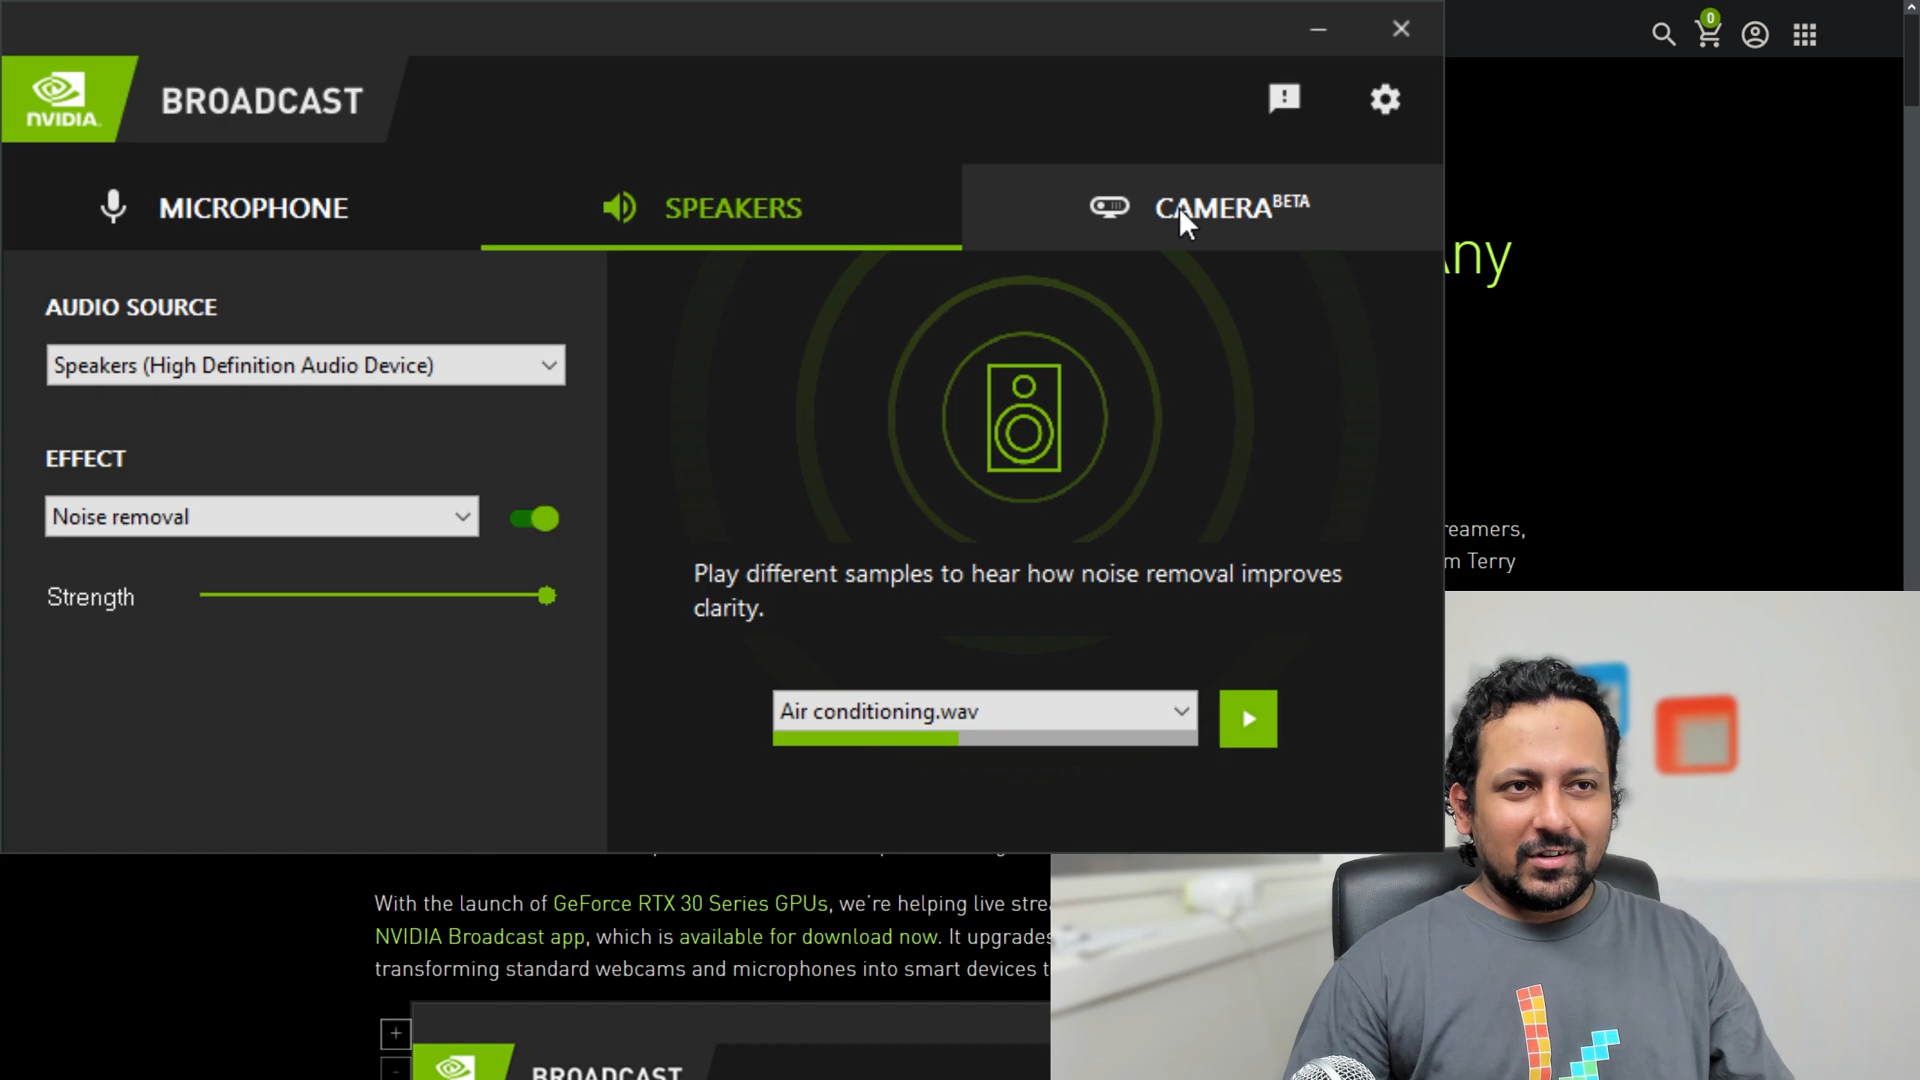 0
NVIDIA.
BROADCAST
MICROPHONE
SPEAKERS
CAMERABETA
AUDIO SOURCE
Speakers (High Definition Audio Device)
EFFECT
Noise removal
Strength
Play different samples to hear how noise removal improves
clarity.
Air conditioning.wav
ny
reamers,
m Terry
With the launch of GeForce RTX 30 Series GPUs, we're helping live stre
NVIDIA Broadcast app, which is available for download now. It upgrades
transforming standard webcams and microphones into smart devices t
+
-
BROADCAST